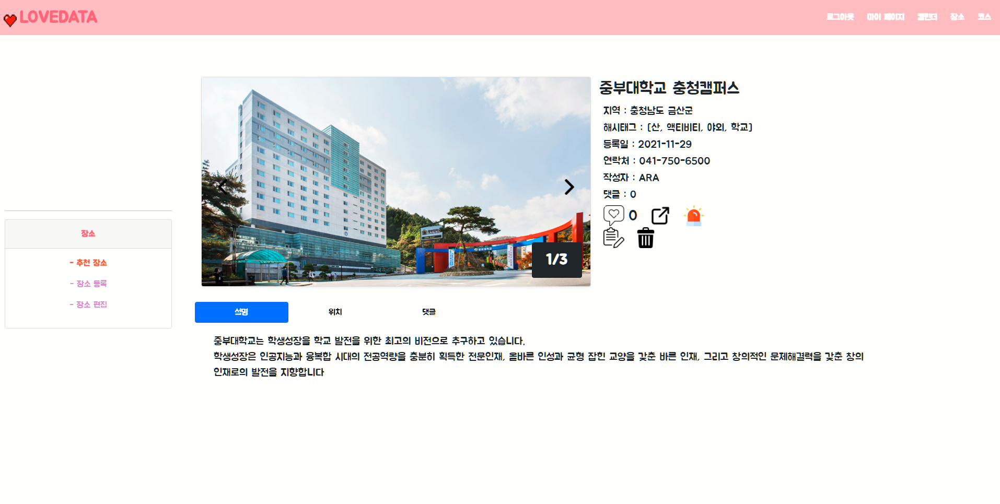 LOVEDATA
로그아웃 마이 페이지 캘린더 장소 코스
중부대학교 충청캠퍼스
지역 : 충청남도 금산군
해시태그 : [산, 액티비티, 야외, 학교]
등록일 : 2021-11-29
연락처 : 041-750-6500
작성자 : ARA
댓글 : 0
0
장소
- 추천 장소
- 장소 등록
- 장소 편집
중부대학교
1/3
설명 위치 댓글
중부대학교는 학생성장을 학교 발전을 위한 최고의 비전으로 추구하고 있습니다.
학생성장은 인공지능과 융복합 시대의 전공역량을 충분히 획득한 전문인재, 올바른 인성과 균형 잡힌 교양을 갖춘 바른 인재, 그리고 창의적인 문제해결력을 갖춘 창의
인재로의 발전을 지향합니다